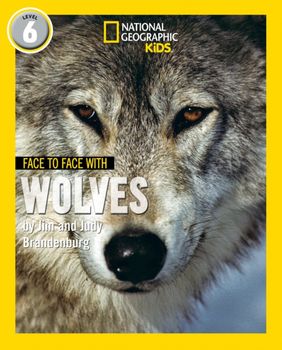 LEVEL
6
NATIONAL
GEOGRAPHIC
KiDS
FACE TO FACE WITH
WOLVES
by Jim and Judy
Brandenburg